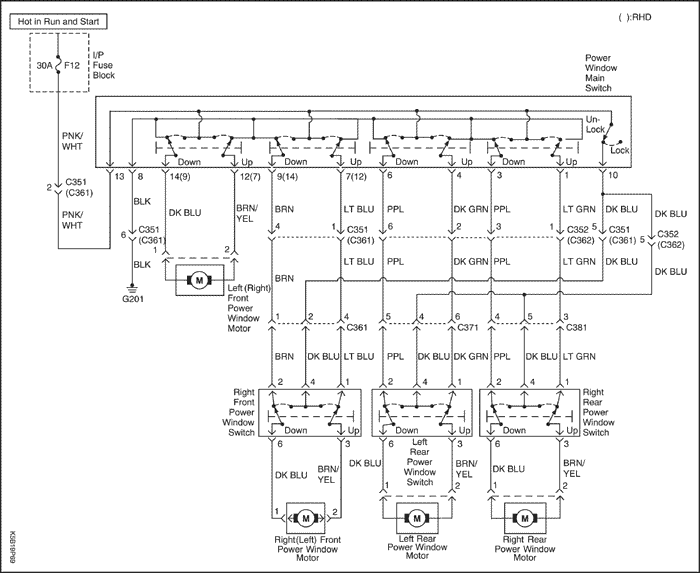 Hot in Run and Start
( ):RHD
30A F12
I/P
Fuse
Block
Power
Window
Main
Switch
Un-
Lock
Lock
Down Up Down Up Down Up Down Up
PNK/
WHT
2 C351
(C361)
PNK/
WHT
13 8 14(9) 12(7) 9(14) 7(12) 6 4 3 1 10
BLK DK BLU BRN/
YEL BRN LT BLU PPL DK GRN PPL LT GRN DK BLU DK BLU
6 C351
(C361)
1 2 4 1 C351
(C361) 6 2 3 1 C352
(C362) 5 C351
(C361) 5 C352
(C362)
BLK
G201
M
Left(Right)
Front
Power
Window
Motor
BRN LT BLU PPL DK GRN PPL LT GRN DK BLU DK BLU
1 2 4 C361 5 4 6 C371 4 5 3 C381
BRN DK BLU LT BLU PPL DK BLU DK GRN PPL DK BLU LT GRN
2 4 1 2 4 1 2 4 1
Right
Front
Power
Window
Switch
Down Up
Down Up
Left
Rear
Power
Window
Switch
Down Up
Right
Rear
Power
Window
Switch
6 3 6 3 6 3
DK BLU BRN/
YEL DK BLU BRN/
YEL DK BLU BRN/
YEL
1 2 1 2 1 2
M M M
Right(Left) Front
Power Window
Motor
Left Rear
Power Window
Motor
Right Rear
Power Window
Motor
K5B19P69